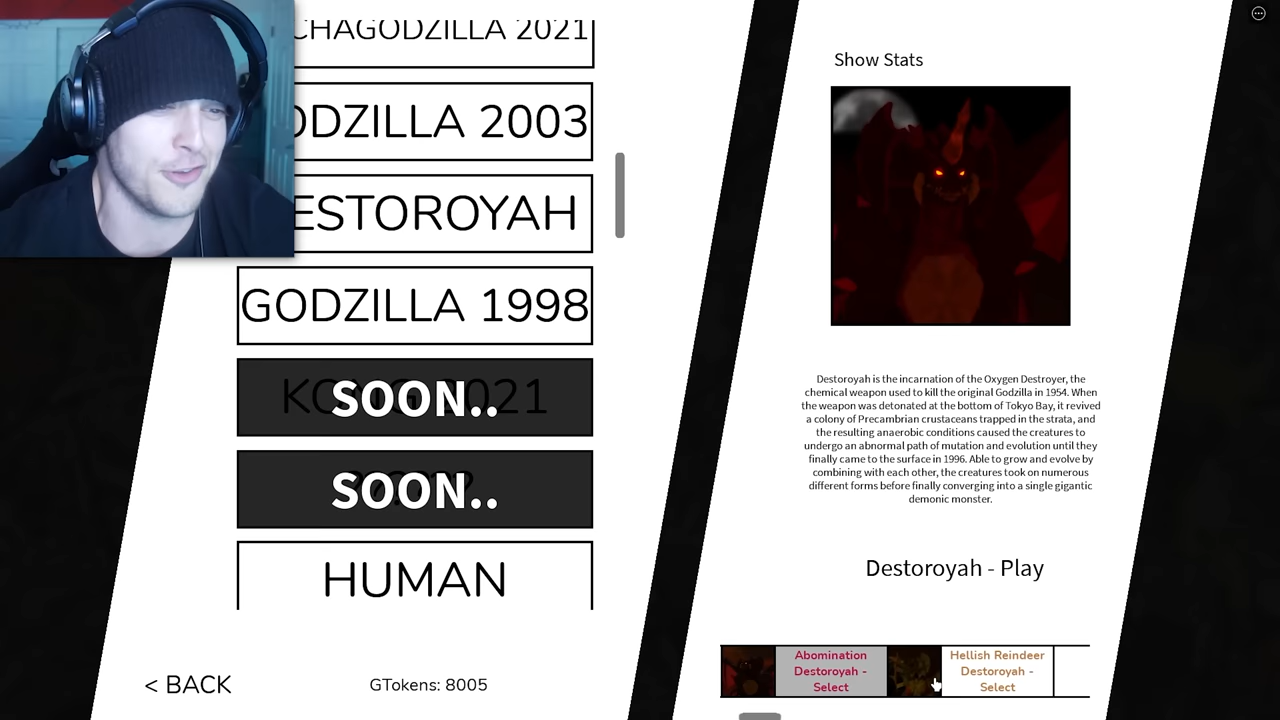 CHAGODZILLA 2021
ODZILLA 2003
ESTOROYAH
GODZILLA 1998
SOON..
SOON..
HUMAN
< BACK
GTokens: 8005
Show Stats
Destoroyah is the incarnation of the Oxygen Destroyer, the
chemical weapon used to kill the original Godzilla in 1954. When
the weapon was detonated at the bottom of Tokyo Bay, it revived
a colony of Precambrian crustaceans trapped in the strata, and
the resulting anaerobic conditions caused the creatures to
undergo an abnormal path of mutation and evolution until they
finally came to the surface in 1996. Able to grow and evolve by
combining with each other, the creatures took on numerous
different forms before finally converging into a single gigantic
demonic monster.
Destoroyah - Play
Abomination
Destoroyah -
Select
Hellish Reindeer
Destoroyah -
Select